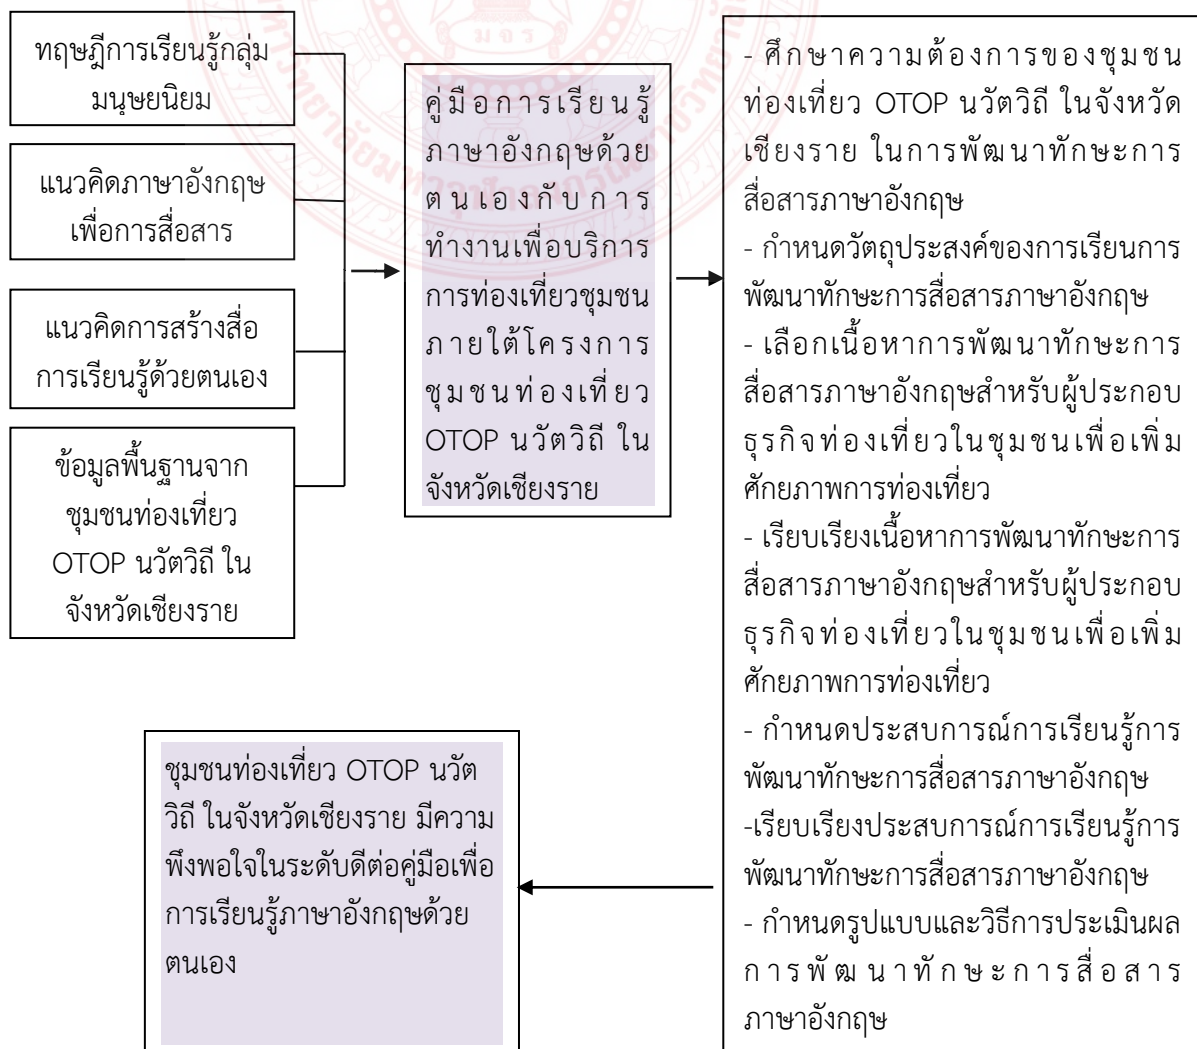 ทฤษฎีการเรียนรู้กลุ่ม
มนุษยนิยม
แนวคิดภาษาอังกฤษ
เพื่อการสื่อสาร
แนวคิดการสร้างสื่อ
การเรียนรู้ด้วยตนเอง
ข้อมูลพื้นฐานจาก
ชุมชนท่องเที่ยว
OTOP นวัตวิถี ใน
จังหวัดเชียงราย
คู่มือการเรียนรู้
ภาษาอังกฤษด้วย
ตนเองกับการ
ทำงานเพื่อบริการ
การท่องเที่ยวชุมชน
ภายใต้โครงการ
ชุมชนท่องเที่ยว
OTOP นวัตวิถี ใน
จังหวัดเชียงราย
- ศึกษาความต้องการของชุมชน
ท่องเที่ยว OTOP นวัตวิถี ในจังหวัด
เชียงราย ในการพัฒนาทักษะการ
สื่อสารภาษาอังกฤษ
- กำหนดวัตถุประสงค์ของการเรียนการ
พัฒนาทักษะการสื่อสารภาษาอังกฤษ
- เลือกเนื้อหาการพัฒนาทักษะการ
สื่อสารภาษาอังกฤษสำหรับผู้ประกอบ
ธุรกิจท่องเที่ยวในชุมชนเพื่อเพิ่ม
ศักยภาพการท่องเที่ยว
- เรียบเรียงเนื้อหาการพัฒนาทักษะการ
สื่อสารภาษาอังกฤษสำหรับผู้ประกอบ
ธุรกิจท่องเที่ยวในชุมชนเพื่อเพิ่ม
ศักยภาพการท่องเที่ยว
- กำหนดประสบการณ์การเรียนรู้การ
พัฒนาทักษะการสื่อสารภาษาอังกฤษ
-เรียบเรียงประสบการณ์การเรียนรู้การ
พัฒนาทักษะการสื่อสารภาษาอังกฤษ
- กำหนดรูปแบบและวิธีการประเมินผล
การพัฒนาทักษะการสื่อสาร
ภาษาอังกฤษ
ชุมชนท่องเที่ยว OTOP นวัต
วิถี ในจังหวัดเชียงราย มีความ
พึงพอใจในระดับดีต่อคู่มือเพื่อ
การเรียนรู้ภาษาอังกฤษด้วย
ตนเอง